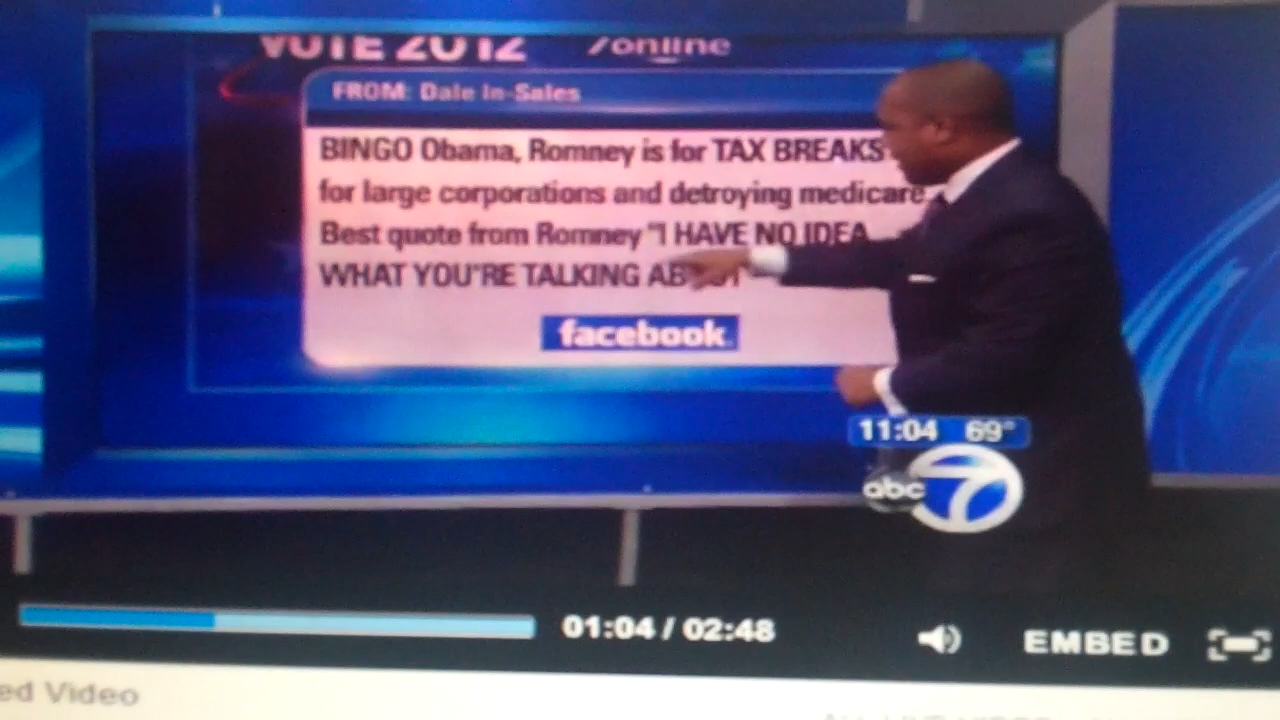 VOTE 2012 /online
FROM: Dale In-Sales
BINGO Obama, Romney is for TAX BREAKS
for large corporations and detroying medicare.
Best quote from Romney "I HAVE NO IDEA
WHAT YOU'RE TALKING ABOUT
facebook
11:04 69°
abc 7
01:04 / 02:48
EMBED
ed Video